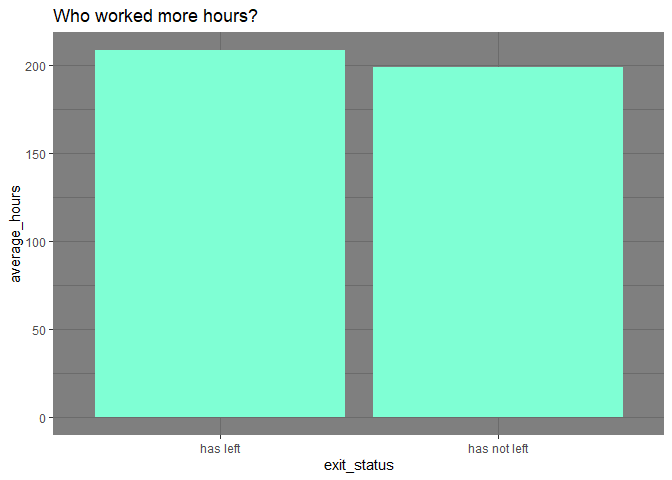 Who worked more hours?
average_hours
200
150
100
50
0
has left
has not left
exit_status